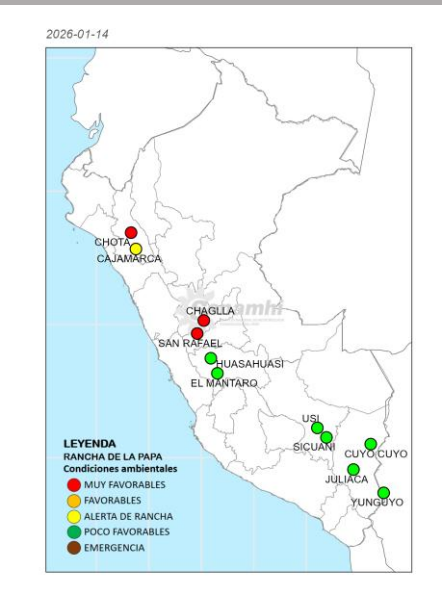 2026-01-14
CHOTA
CAJAMARCA
Senamhi
CHAGLLA
SAN RAFAEL
HUASAHUASI
EL MANTARO
USI
SICUANI
CUYO CUYO
JULIACA
YUNGUYO
LEYENDA
RANCHA DE LA PAPA
Condiciones ambientales
MUY FAVORABLES
FAVORABLES
ALERTA DE RANCHA
POCO FAVORABLES
EMERGENCIA